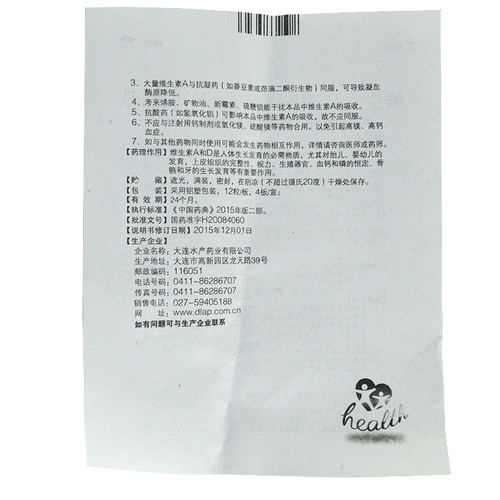 3、大量维生素A与抗凝药（如香豆素或茚满二酮衍生物）同服，可导致凝血
酶原降低。
4、考来烯胺、矿物油、新霉素、硫糖铝能干扰本品中维生素A的吸收。
5、抗酸药（如氢氧化铝）可影响本品中维生素A的吸收，故不应同服。
6、不应与注射用钙制剂或氧化镁、硫酸镁等药物合用，以免引起高镁、高钙
血症。
7、如与其他药物同时使用可能会发生药物相互作用，详情请咨询医师或药师。
【药理作用】维生素A和D是人体生长发育的必需物质，尤其对胎儿、婴幼儿的
发育，上皮组织的完整性、视力、生殖器官、血钙和磷的恒定、骨
骼和牙的生长发育等有重要作用。
【贮 藏】遮光，满装，密封，在阴凉（不超过摄氏20度）干燥处保存。
【包 装】采用铝塑包装，12粒/板，4板/盒；
【有 效 期】24个月。
【执行标准】《中国药典》2015年版二部。
【批准文号】国药准字H20084060
【说明书修订日期】2015年12月01日
【生产企业】
企业名称：大连水产药业有限公司
生产地址：大连市高新园区龙天路39号
邮政编码：116051
电话号码：0411-86286707
传真号码：0411-86286707
销售电话：027-59405188
网 址：www.dlap.com.cn
如有问题可与生产企业联系
health